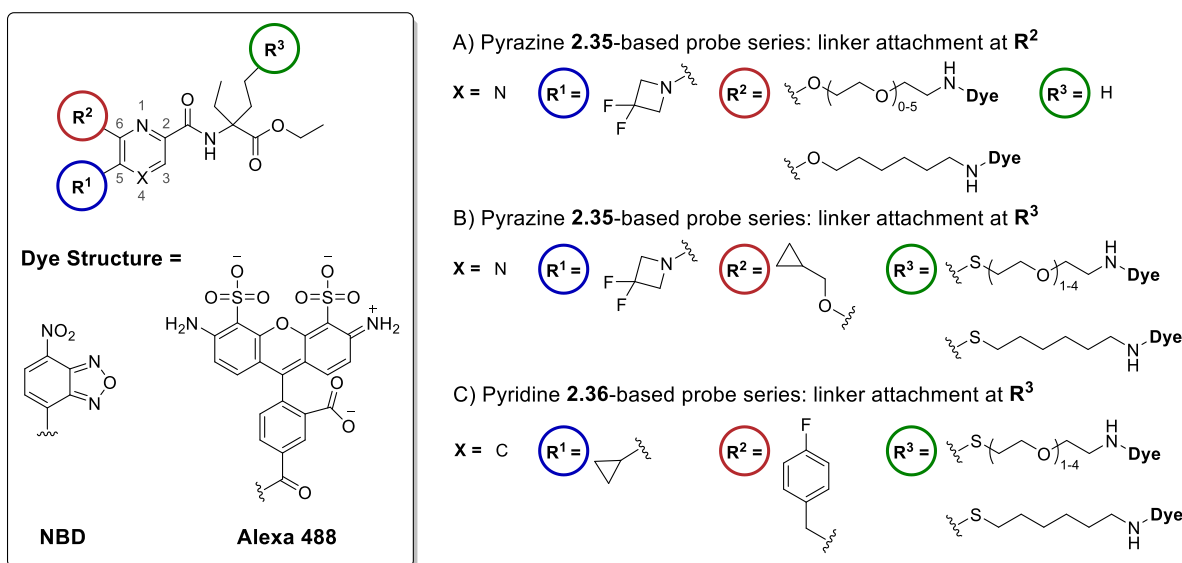 R3
R2
R1
N
1
2
3
4
5
6
X
O
N
H
O
O
Dye Structure =
NO2
N
O
N
NBD
O
-
O
-
O
S
O
O
S
O
H2N
O
+
NH2
O
O
-
O
Alexa 488
A) Pyrazine 2.35-based probe series: linker attachment at R2
X = N
R1 =
N
F
F
R2 =
O
O
0-5
H
N
Dye
R3 = H
O
N
H
Dye
B) Pyrazine 2.35-based probe series: linker attachment at R3
X = N
R1 =
N
F
F
R2 =
O
R3 =
S
O
1-4
H
N
Dye
S
N
H
Dye
C) Pyridine 2.36-based probe series: linker attachment at R3
X = C
R1 =
R2 =
F
R3 =
S
O
1-4
H
N
Dye
S
N
H
Dye